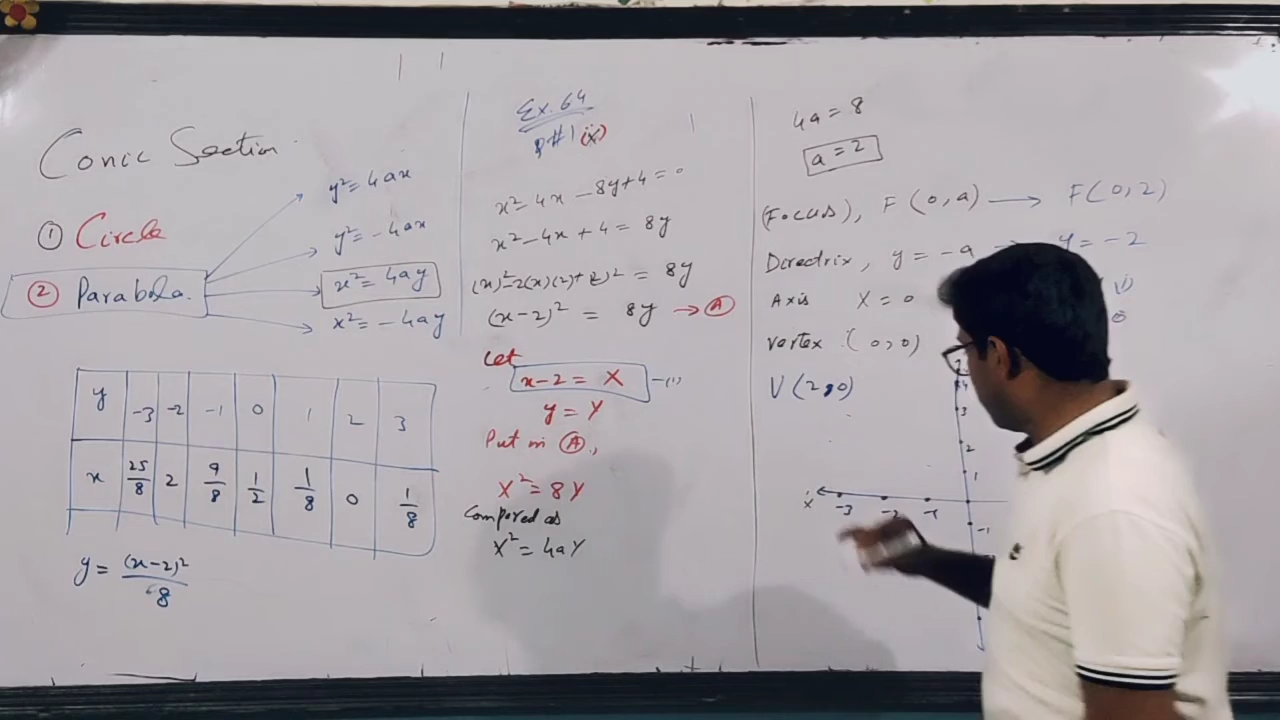 Conic Section
① Circle
② Parabola.
y² = 4ax
y² = -4ax
x² = 4ay
x² = -4ay
y -3 -2 -1 0 1 2 3
x 25/8 2 9/8 1/2 1/8 0 1/8
y = (x-2)²/8
Ex. 6.4
Q#1 (x)
x² - 4x - 8y + 4 = 0
x² - 4x + 4 = 8y
(x)² - 2(x)(2) + (2)² = 8y
(x-2)² = 8y → Ⓐ
Let
x-2 = X —(i)
y = Y
Put in Ⓐ,
X² = 8Y
Compared as
X² = 4aY
4a = 8
a = 2
(Focus), F(0,a) → F(0,2)
Directrix, y = -a → y = -2
Axis X = 0
Vertex (0,0)
V(2,0)
4
3
2
1
x' -3 -2 -1
-1